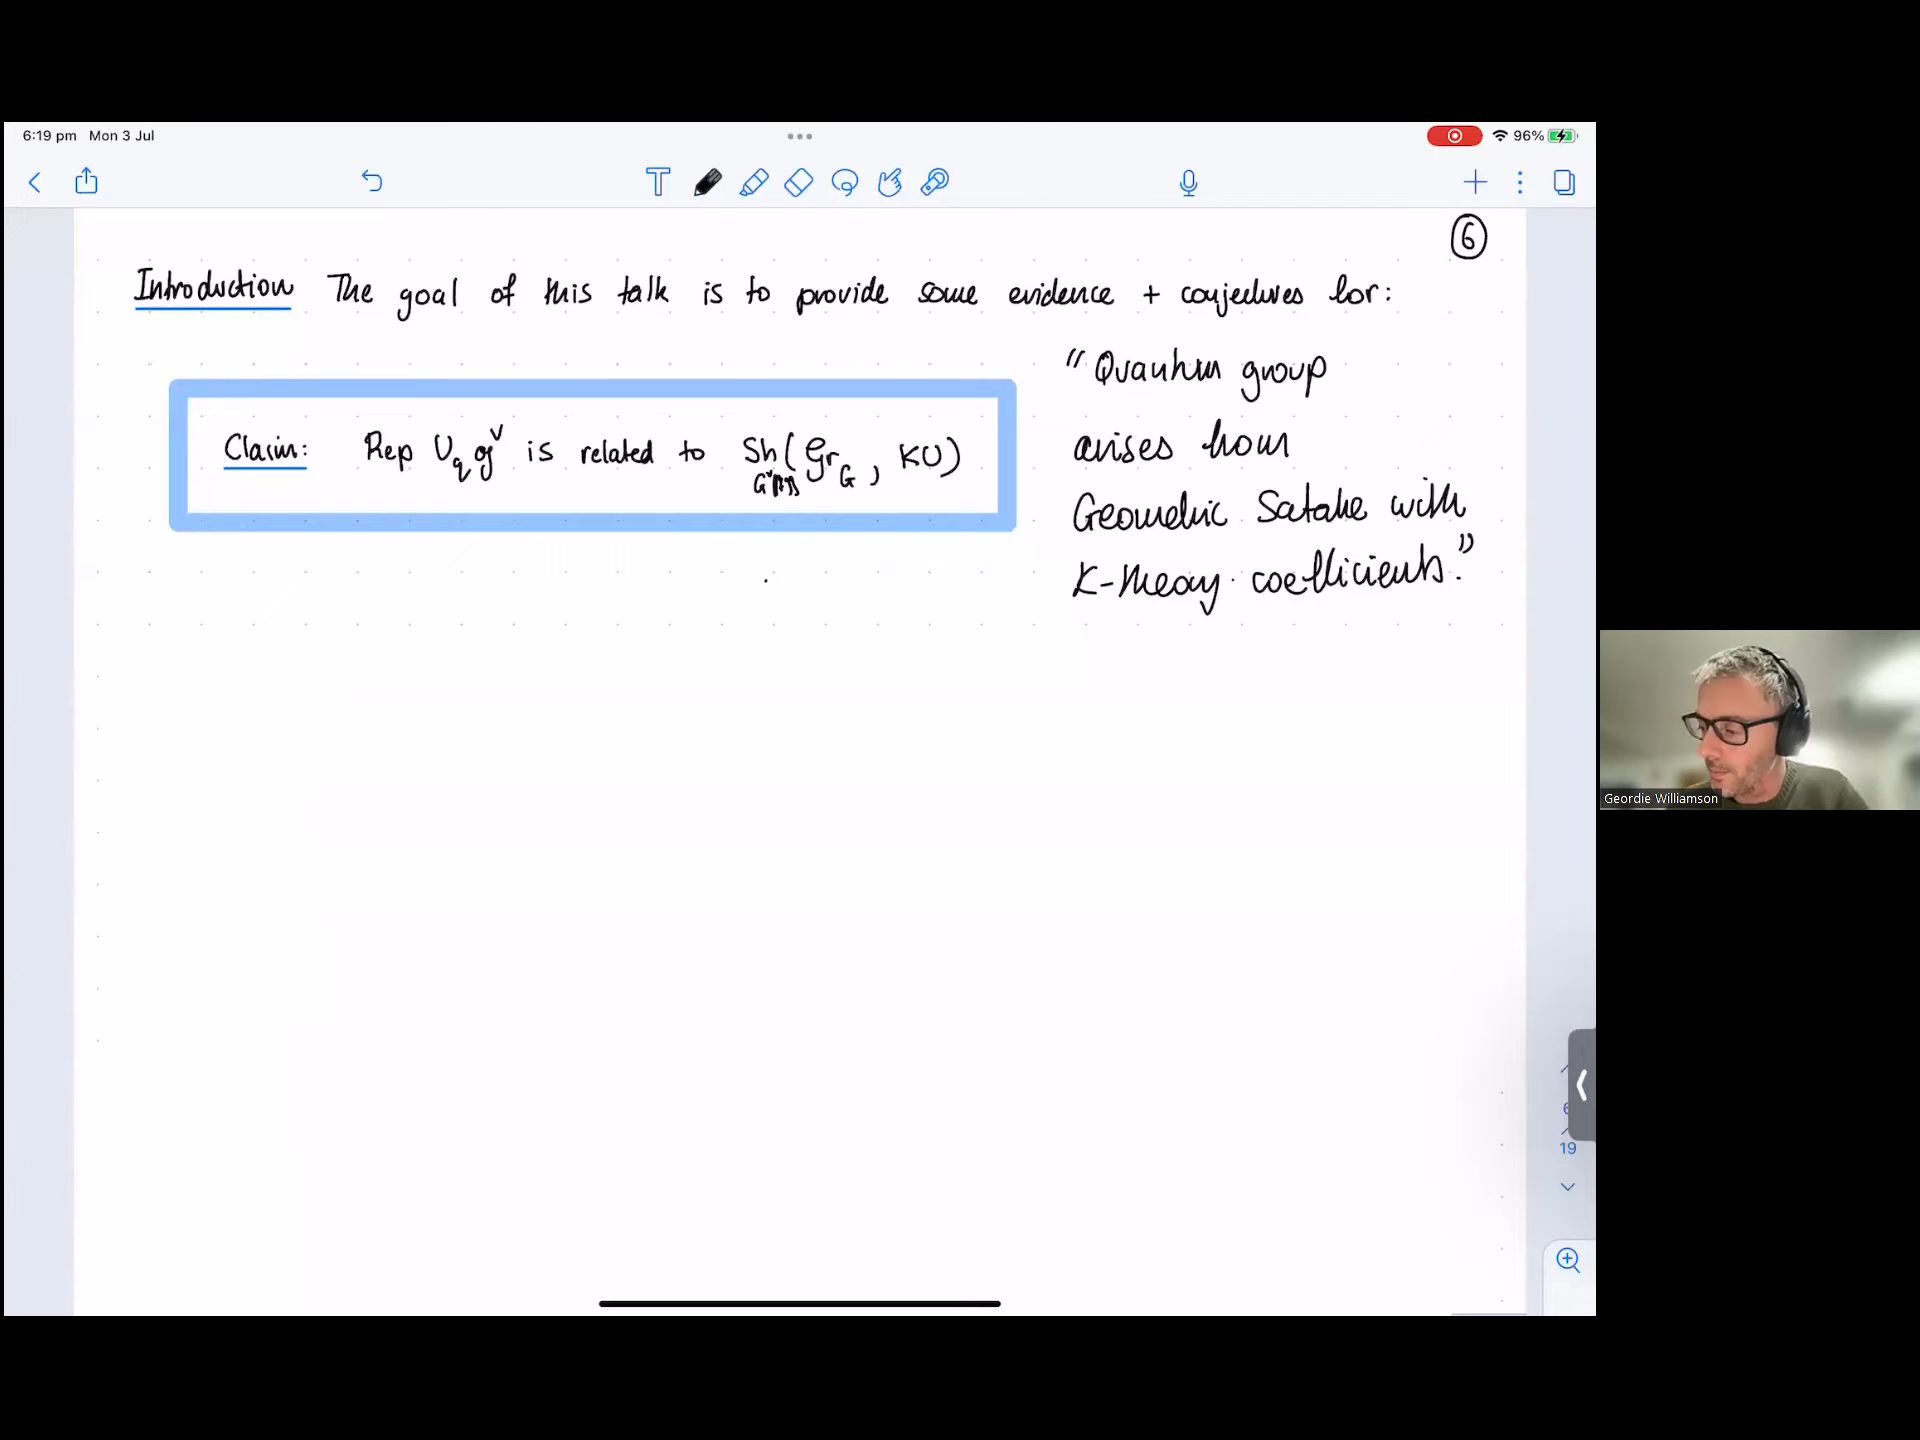 6:19 pm Mon 3 Jul
96%
6
Introduction The goal of this talk is to provide some evidence + conjectures for:
"Quantum group
arises from
Geometric Satake with
K-theory coefficients."
Claim: Rep U_q g^∨ is related to Sh (Gr_G, KU)
19
Geordie Williamson